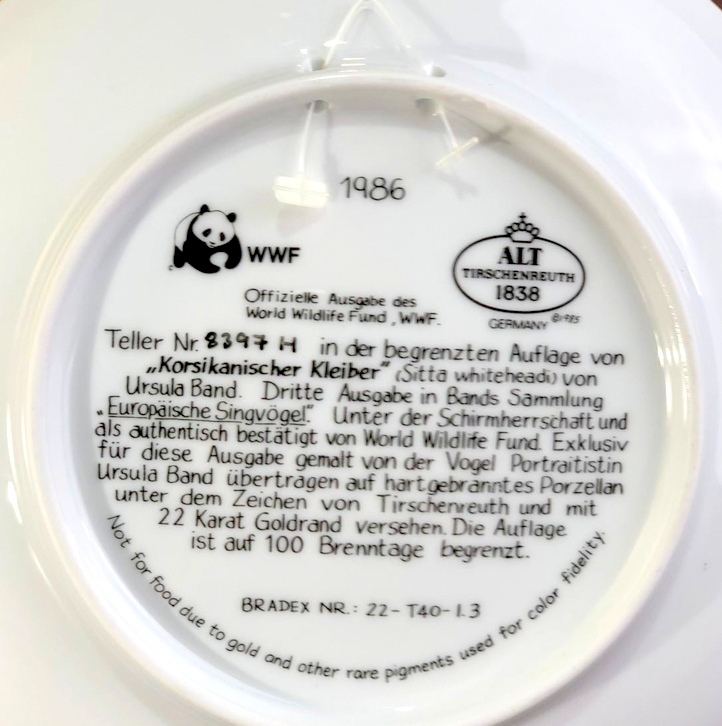 1986
WWF
ALT
TIRSCHENREUTH
1838
GERMANY ©1985
Offizielle Ausgabe des
World Wildlife Fund, WWF.
Teller Nr. 8397 H in der begrenzten Auflage von
„Korsikanischer Kleiber" (Sitta whiteheadi) von
Ursula Band. Dritte Ausgabe in Bands Sammlung
„Europäische Singvögel". Unter der Schirmherrschaft und
als authentisch bestätigt von World Wildlife Fund. Exklusiv
für diese Ausgabe gemalt von der Vogel Portraitistin
Ursula Band übertragen auf hartgebranntes Porzellan
unter dem Zeichen von Tirschenreuth und mit
22 Karat Goldrand versehen. Die Auflage
ist auf 100 Brenntage begrenzt.
BRADEX NR.: 22-T40-1.3
Not for food due to gold and other rare pigments used for color fidelity.